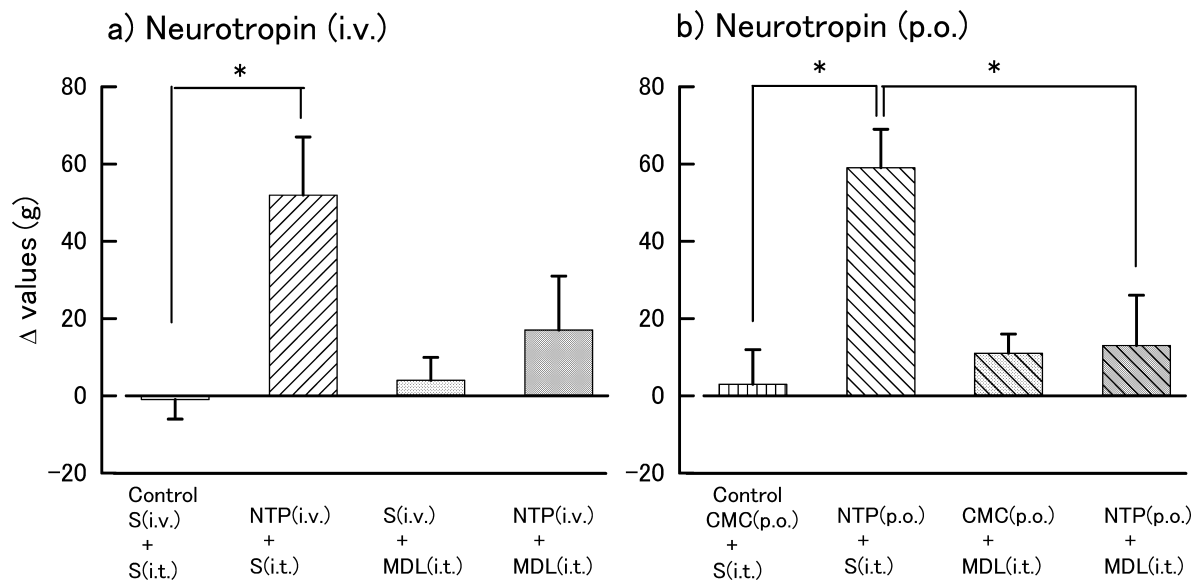 a) Neurotropin (i.v.)
b) Neurotropin (p.o.)
Δ values (g)
80
60
40
20
0
−20
*
Control
S(i.v.)
+
S(i.t.)
NTP(i.v.)
+
S(i.t.)
S(i.v.)
+
MDL(i.t.)
NTP(i.v.)
+
MDL(i.t.)
80
60
40
20
0
−20
*
*
Control
CMC(p.o.)
+
S(i.t.)
NTP(p.o.)
+
S(i.t.)
CMC(p.o.)
+
MDL(i.t.)
NTP(p.o.)
+
MDL(i.t.)